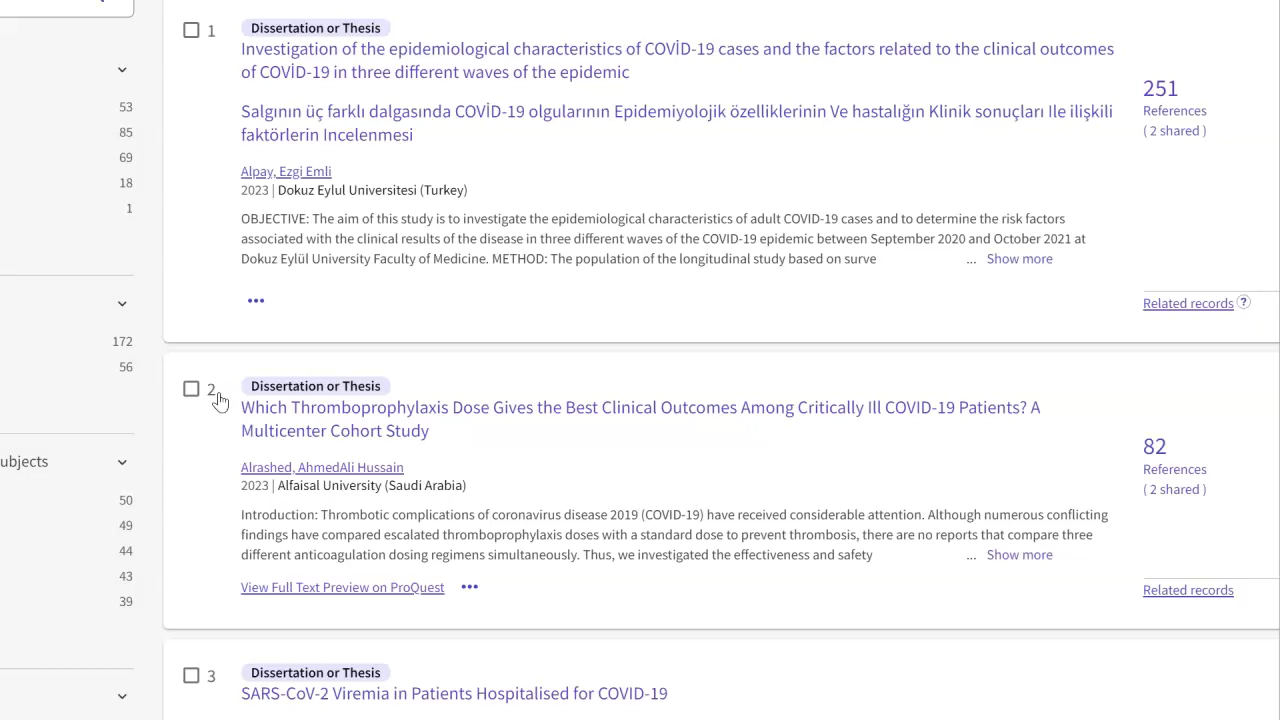 53
85
69
18
1
172
56
ubjects
50
49
44
43
39
1
Dissertation or Thesis
Investigation of the epidemiological characteristics of COVİD-19 cases and the factors related to the clinical outcomes
of COVİD-19 in three different waves of the epidemic
Salgının üç farklı dalgasında COVİD-19 olgularının Epidemiyolojik özelliklerinin Ve hastalığın Klinik sonuçları Ile ilişkili
faktörlerin Incelenmesi
Alpay, Ezgi Emli
2023 | Dokuz Eylul Universitesi (Turkey)
OBJECTIVE: The aim of this study is to investigate the epidemiological characteristics of adult COVID-19 cases and to determine the risk factors
associated with the clinical results of the disease in three different waves of the COVID-19 epidemic between September 2020 and October 2021 at
Dokuz Eylül University Faculty of Medicine. METHOD: The population of the longitudinal study based on surve ... Show more
•••
251
References
( 2 shared )
Related records ?
2
Dissertation or Thesis
Which Thromboprophylaxis Dose Gives the Best Clinical Outcomes Among Critically Ill COVID-19 Patients? A
Multicenter Cohort Study
Alrashed, AhmedAli Hussain
2023 | Alfaisal University (Saudi Arabia)
Introduction: Thrombotic complications of coronavirus disease 2019 (COVID-19) have received considerable attention. Although numerous conflicting
findings have compared escalated thromboprophylaxis doses with a standard dose to prevent thrombosis, there are no reports that compare three
different anticoagulation dosing regimens simultaneously. Thus, we investigated the effectiveness and safety ... Show more
View Full Text Preview on ProQuest •••
82
References
( 2 shared )
Related records
3
Dissertation or Thesis
SARS-CoV-2 Viremia in Patients Hospitalised for COVID-19